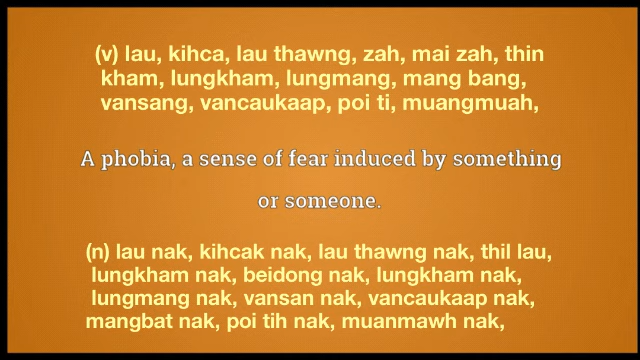 (v) lau, kihca, lau thawng, zah, mai zah, thin
kham, lungkham, lungmang, mang bang,
vansang, vancaukaap, poi ti, muangmuah,
A phobia, a sense of fear induced by something
or someone.
(n) lau nak, kihcak nak, lau thawng nak, thil lau,
lungkham nak, beidong nak, lungkham nak,
lungmang nak, vansan nak, vancaukaap nak,
mangbat nak, poi tih nak, muanmawh nak,